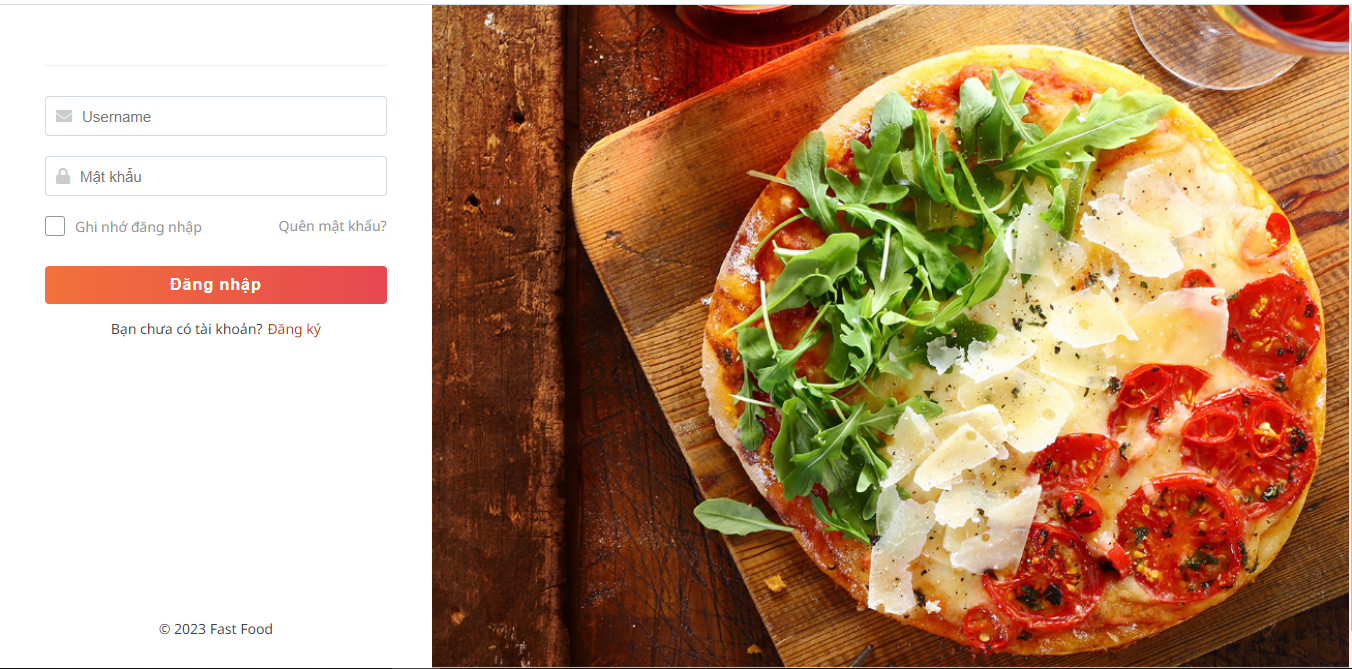 Username
Mật khẩu
Ghi nhớ đăng nhập
Quên mật khẩu?
Đăng nhập
Bạn chưa có tài khoản? Đăng ký
© 2023 Fast Food